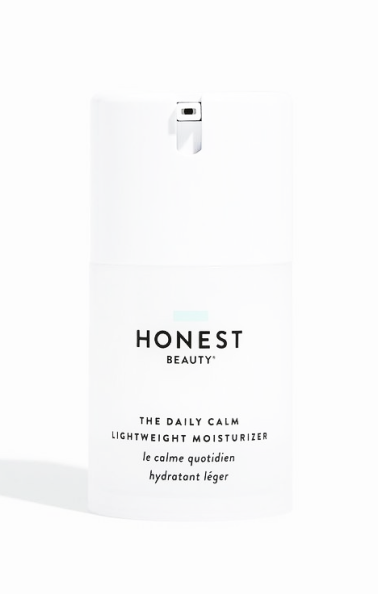 HONEST
BEAUTY®
THE DAILY CALM
LIGHTWEIGHT MOISTURIZER
le calme quotidien
hydratant léger